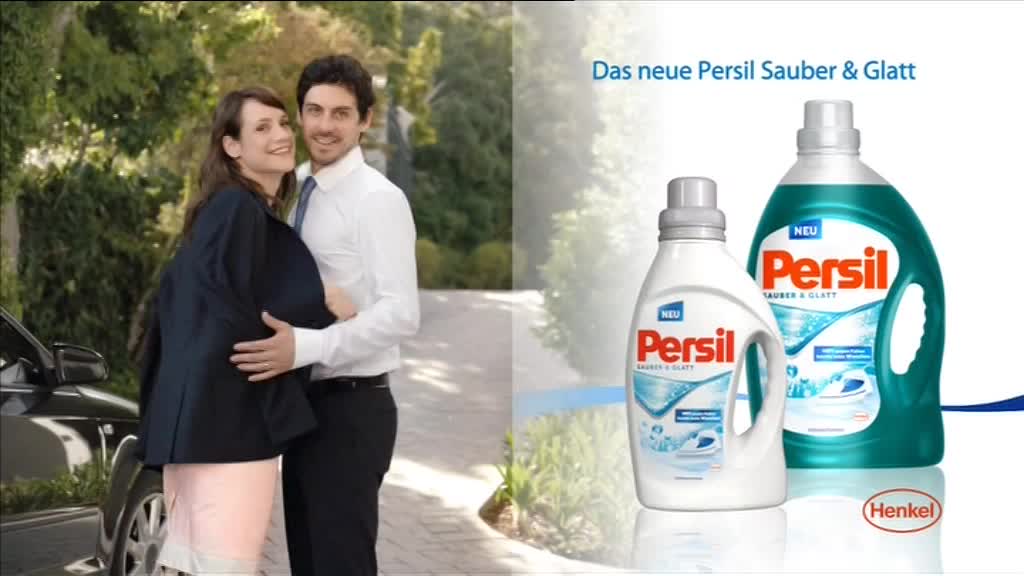 Das neue Persil Sauber & Glatt
NEU
Persil
SAUBER & GLATT
NEU
Persil
SAUBER & GLATT
Henkel